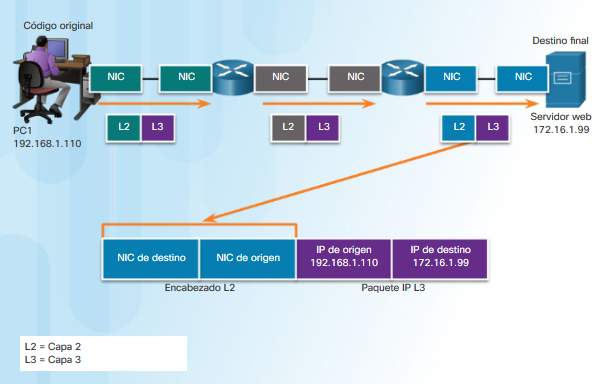 Código original
Destino final
NIC
NIC
NIC
NIC
NIC
NIC
L2 L3
L2 L3
L2 L3
PC1
192.168.1.110
Servidor web
172.16.1.99
NIC de destino
NIC de origen
IP de origen
192.168.1.110
IP de destino
172.16.1.99
Encabezado L2
Paquete IP L3
L2 = Capa 2
L3 = Capa 3